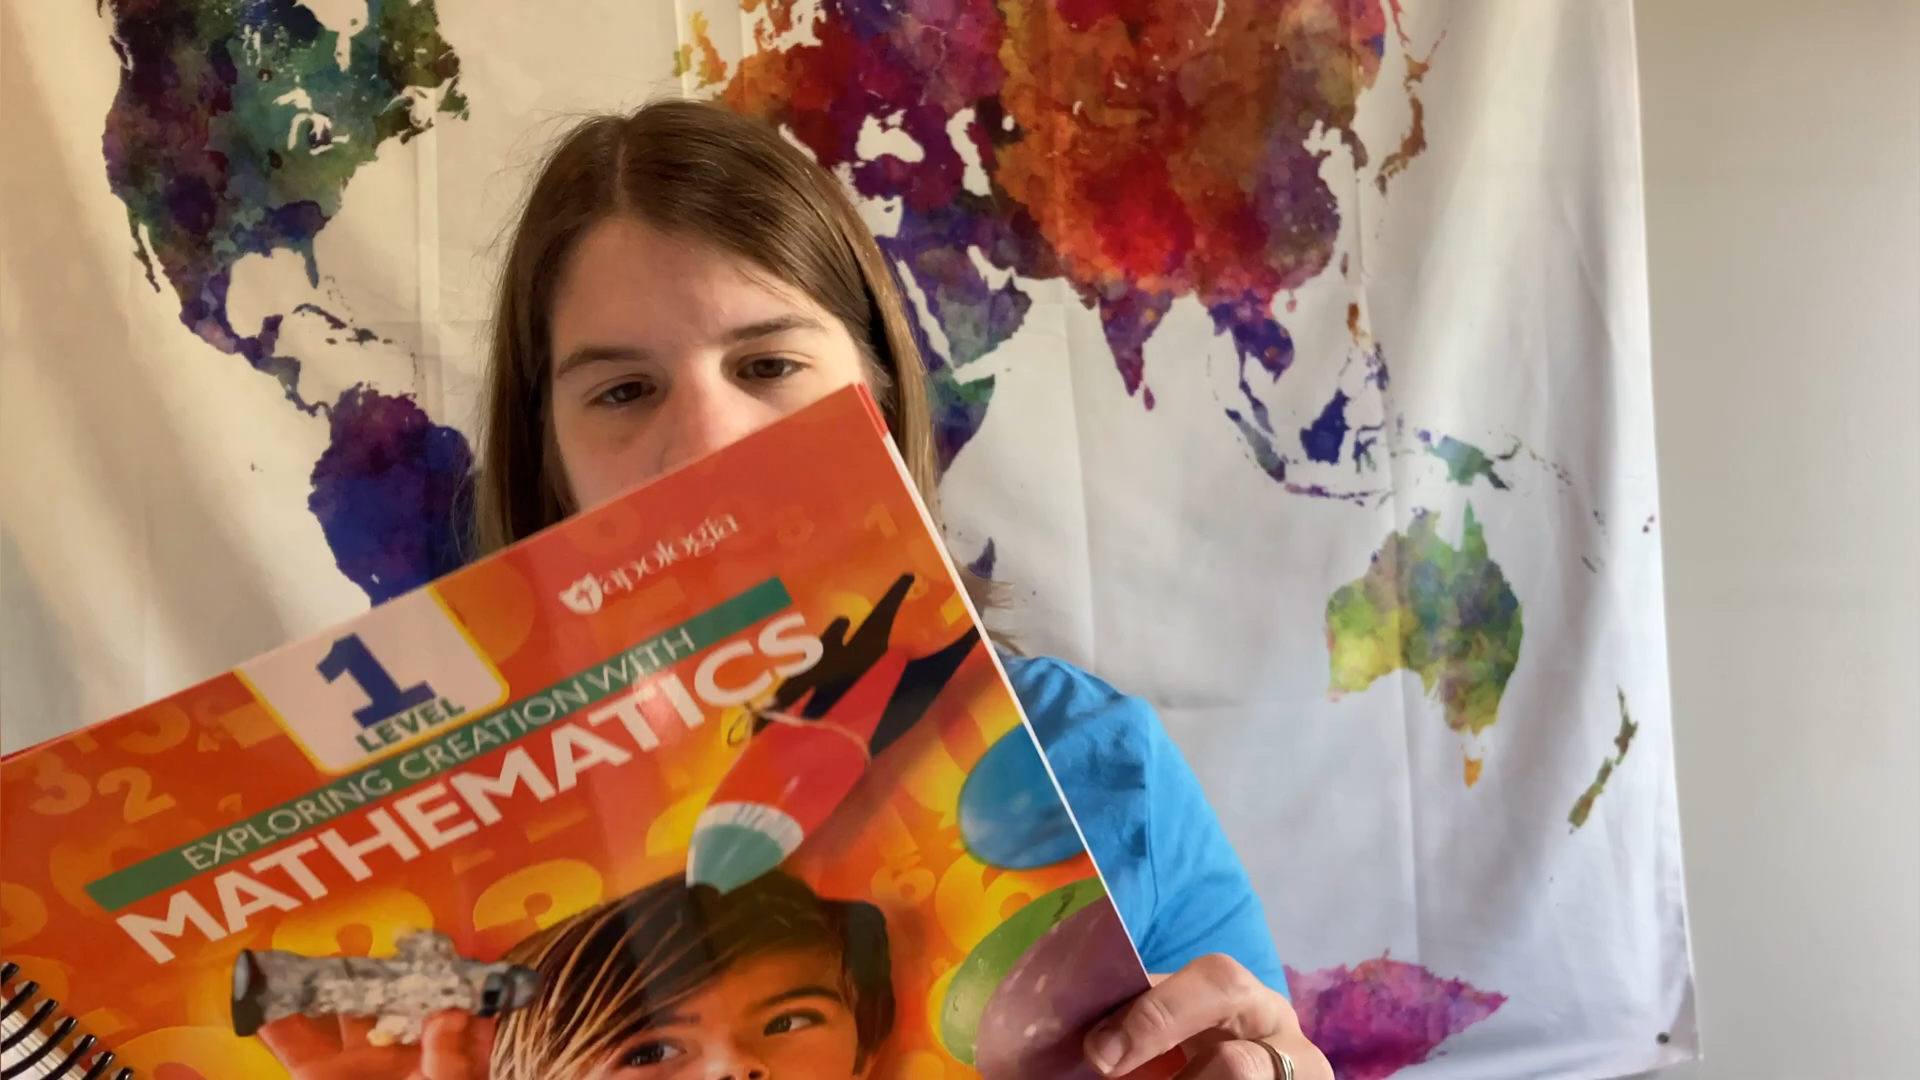 apologia
1
LEVEL
EXPLORING CREATION WITH
MATHEMATICS